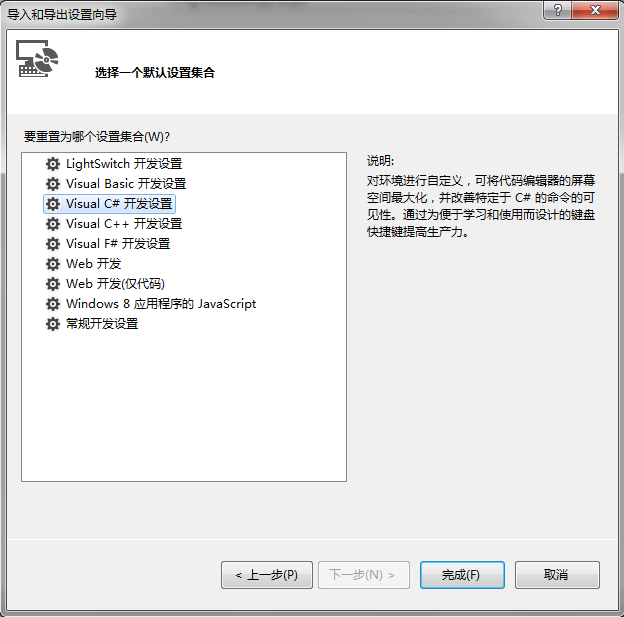 导入和导出设置向导
选择一个默认设置集合
要重置为哪个设置集合(W)?
LightSwitch 开发设置
Visual Basic 开发设置
Visual C# 开发设置
Visual C++ 开发设置
Visual F# 开发设置
Web 开发
Web 开发(仅代码)
Windows 8 应用程序的 JavaScript
常规开发设置
说明:
对环境进行自定义，可将代码编辑器的屏幕
空间最大化，并改善特定于 C# 的命令的可
见性。通过为便于学习和使用而设计的键盘
快捷键提高生产力。
< 上一步(P)
下一步(N) >
完成(F)
取消